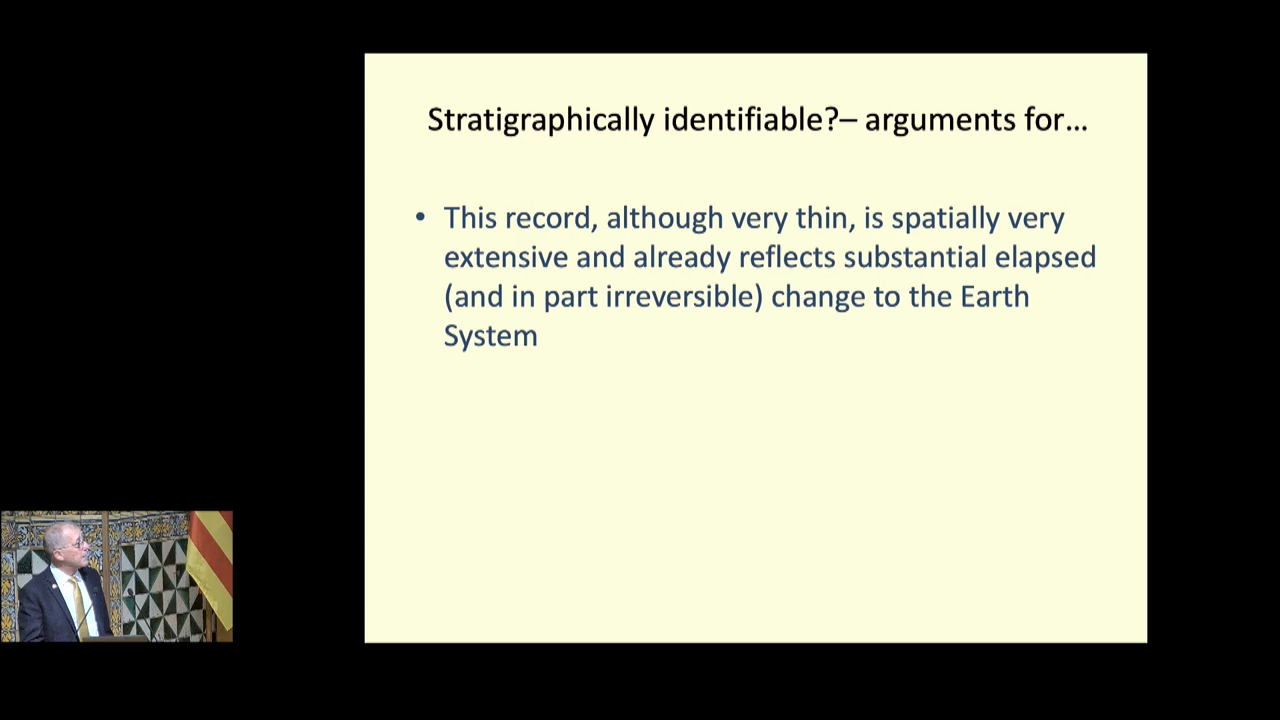 Stratigraphically identifiable?– arguments for…
• This record, although very thin, is spatially very
extensive and already reflects substantial elapsed
(and in part irreversible) change to the Earth
System